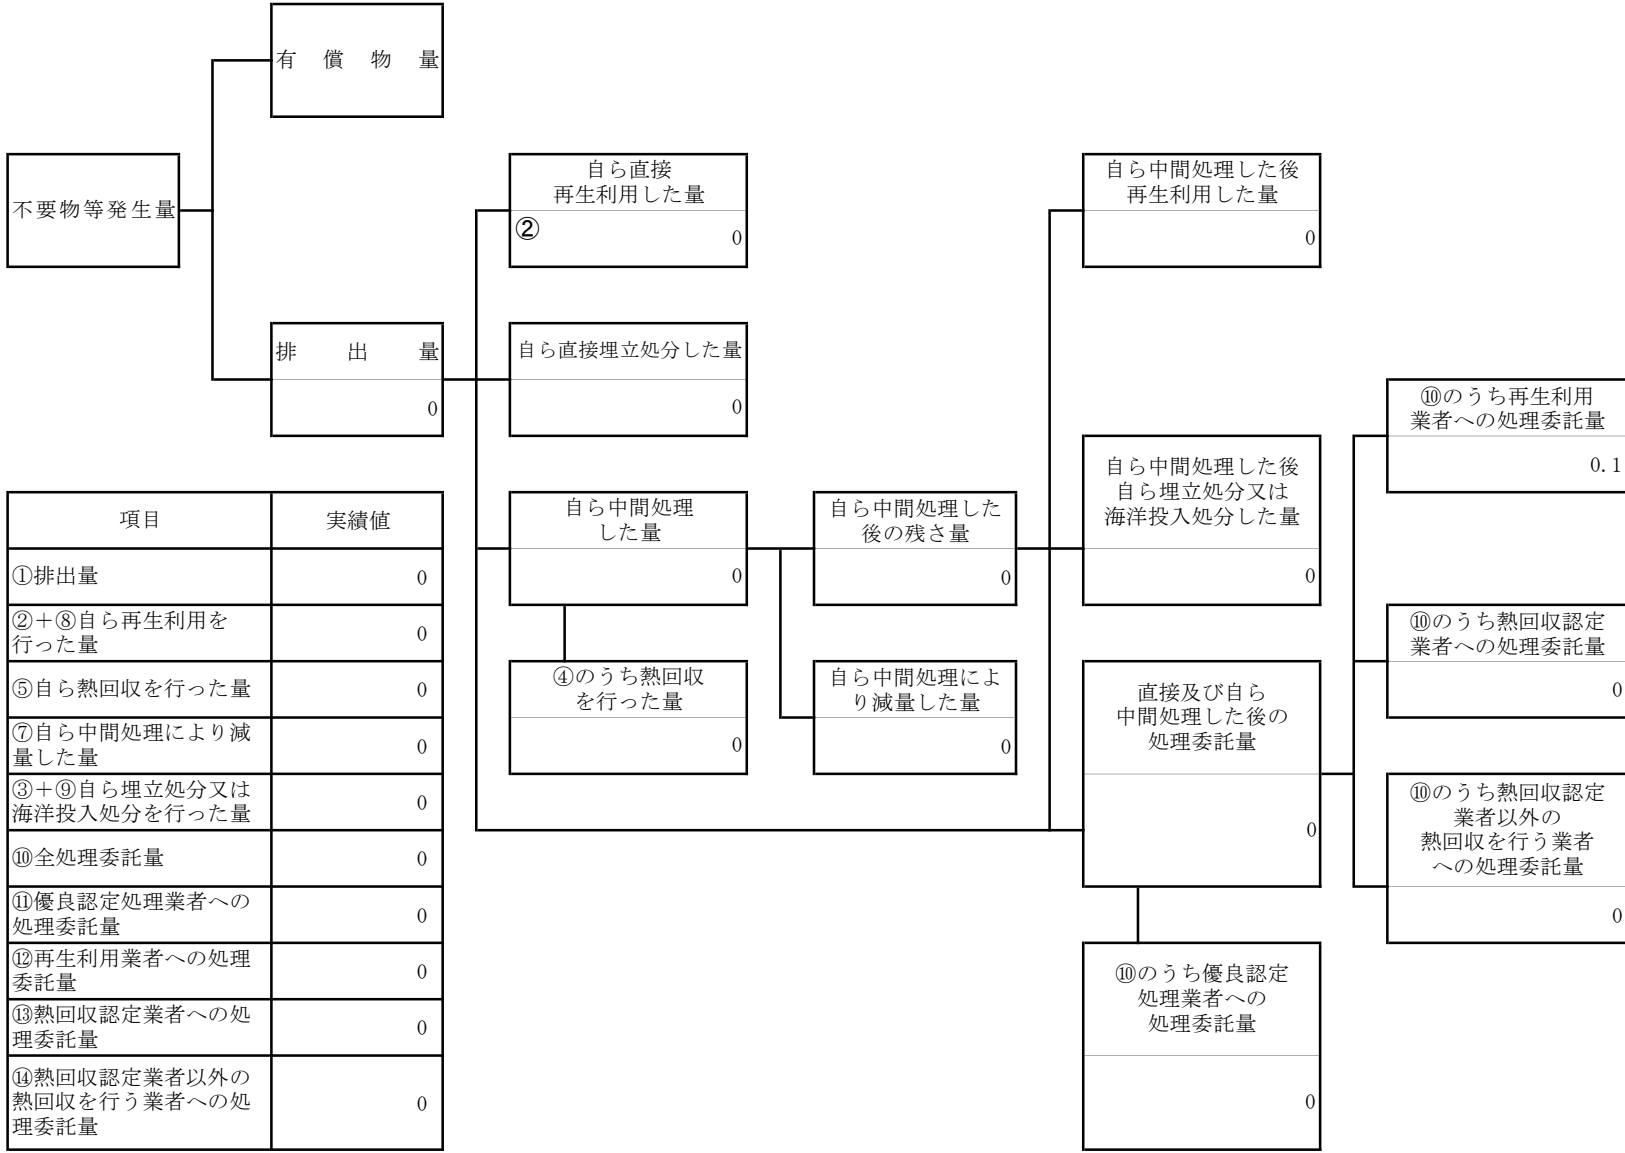 有償物量
不要物等発生量
排出量
0
自ら直接
再生利用した量
②
0
自ら直接埋立処分した量
0
自ら中間処理
した量
0
④のうち熱回収
を行った量
0
自ら中間処理した
後の残さ量
0
自ら中間処理によ
り減量した量
0
自ら中間処理した後
再生利用した量
0
自ら中間処理した後
自ら埋立処分又は
海洋投入処分した量
0
直接及び自ら
中間処理した後の
処理委託量
0
⑩のうち優良認定
処理業者への
処理委託量
0
⑩のうち再生利用
業者への処理委託量
0.1
⑩のうち熱回収認定
業者への処理委託量
0
⑩のうち熱回収認定
業者以外の
熱回収を行う業者
への処理委託量
0
項目 実績値
①排出量 0
②＋⑧自ら再生利用を
行った量 0
⑤自ら熱回収を行った量 0
⑦自ら中間処理により減
量した量 0
③＋⑨自ら埋立処分又は
海洋投入処分を行った量 0
⑩全処理委託量 0
⑪優良認定処理業者への
処理委託量 0
⑫再生利用業者への処理
委託量 0
⑬熱回収認定業者への処
理委託量 0
⑭熱回収認定業者以外の
熱回収を行う業者への処
理委託量 0